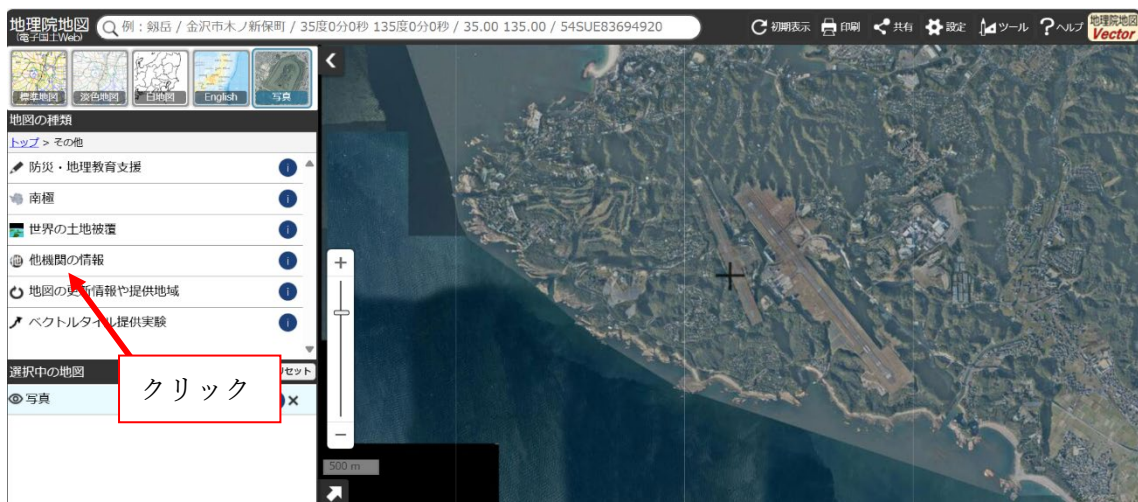 地理院地図
(電子国土Web)
例：剱岳 / 金沢市木ノ新保町 / 35度0分0秒 135度0分0秒 / 35.00 135.00 / 54SUE83694920
初期表示
印刷
共有
設定
ツール
ヘルプ
地理院地図
Vector
標準地図
淡色地図
白地図
English
写真
地図の種類
トップ > その他
防災・地理教育支援
南極
世界の土地被覆
他機関の情報
地図の更新情報や提供地域
ベクトルタイル提供実験
選択中の地図
セット
写真
クリック
500 m